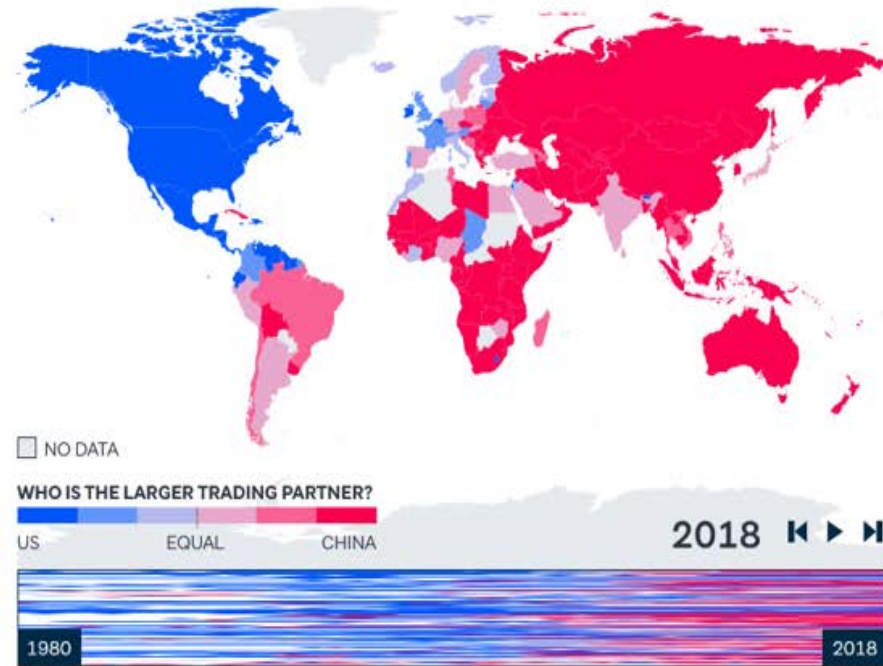 NO DATA
WHO IS THE LARGER TRADING PARTNER?
US EQUAL CHINA
2018
1980 2018